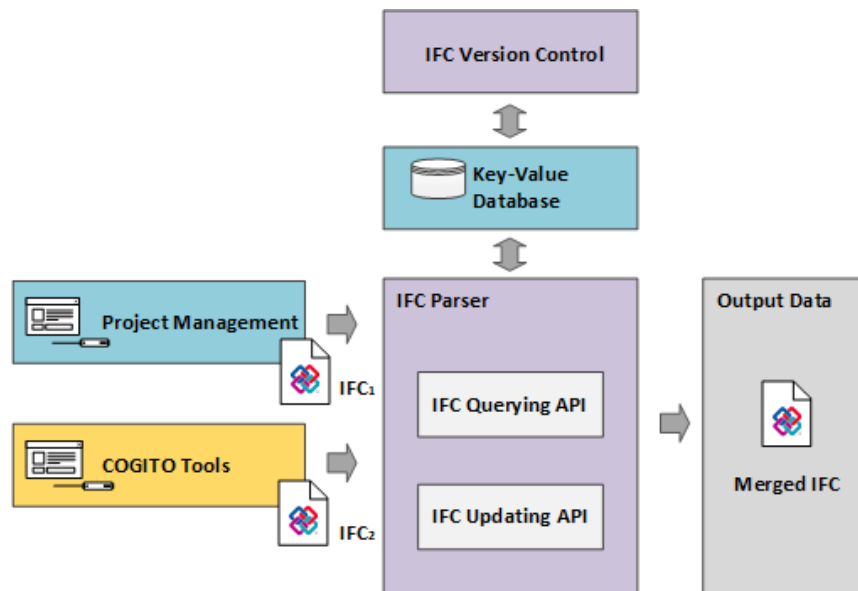 IFC Version Control
Key-Value
Database
IFC Parser
Output Data
Project Management
IFC₁
IFC Querying API
COGITO Tools
Merged IFC
IFC Updating API
IFC₂